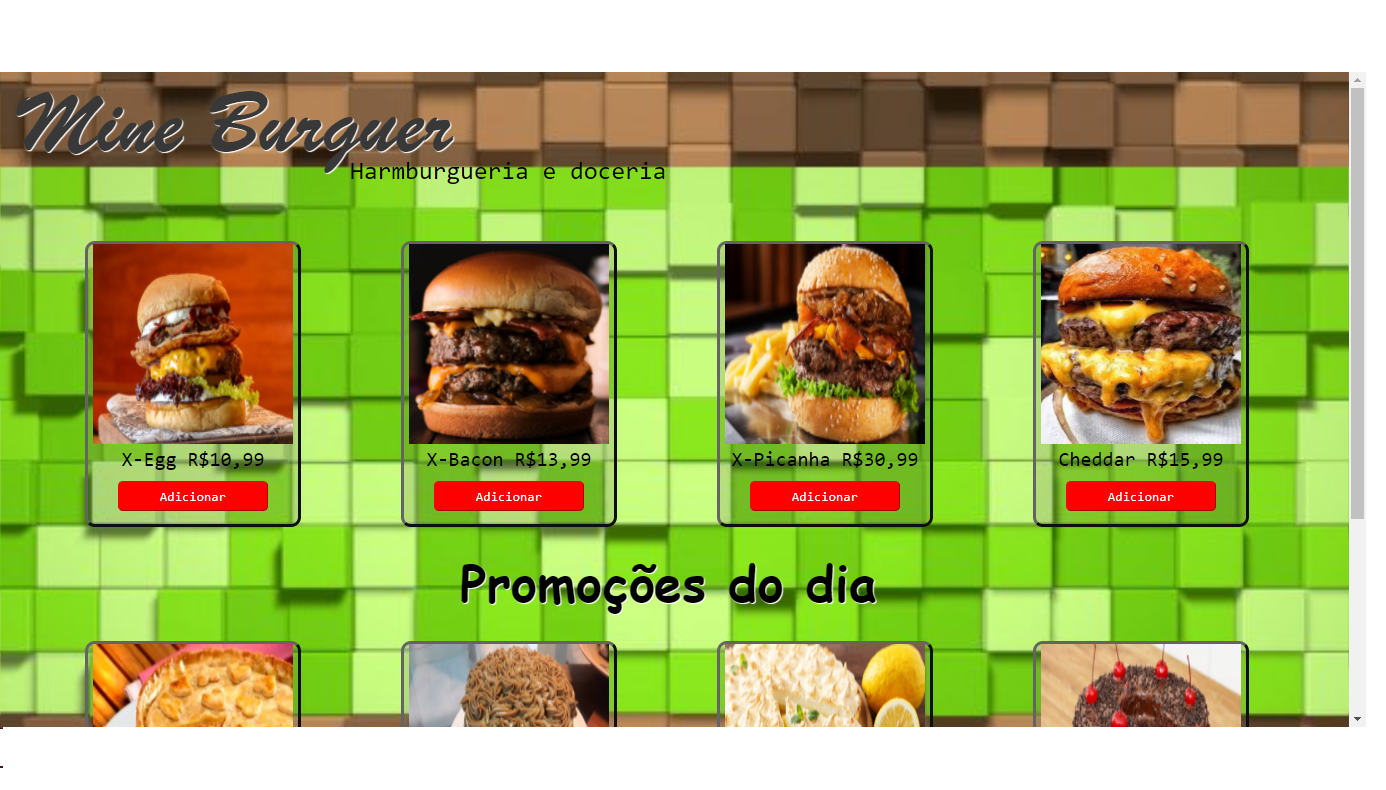 Mine Burguer
Harmburgueria e doceria
X-Egg R$10,99
Adicionar
X-Bacon R$13,99
Adicionar
X-Picanha R$30,99
Adicionar
Cheddar R$15,99
Adicionar
Promoções do dia